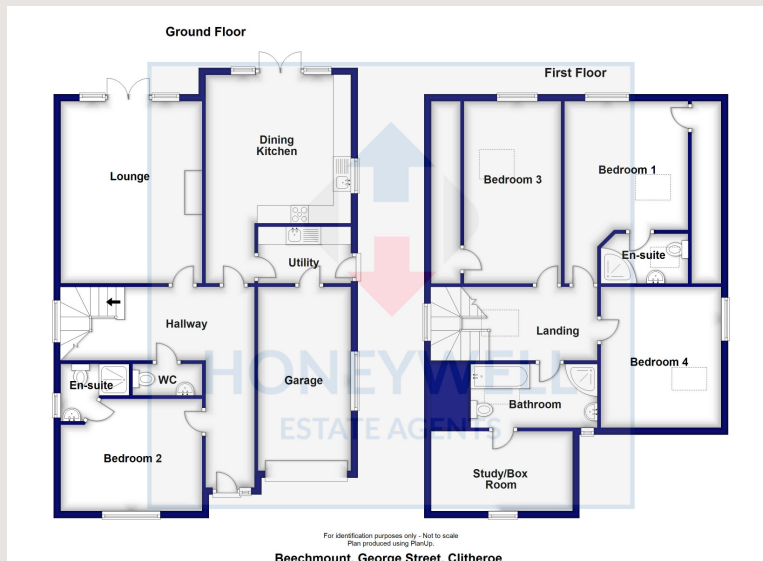 Ground Floor
First Floor
Dining
Kitchen
Lounge
Bedroom 3
Bedroom 1
En-suite
Utility
Hallway
Landing
Bedroom 4
En-suite
WC
Garage
Bathroom
Bedroom 2
Study/Box
Room
HONEYWELL
ESTATE AGENTS
For identification purposes only - Not to scale
Plan produced using PlanUp.
Beechmount, George Street, Clitheroe